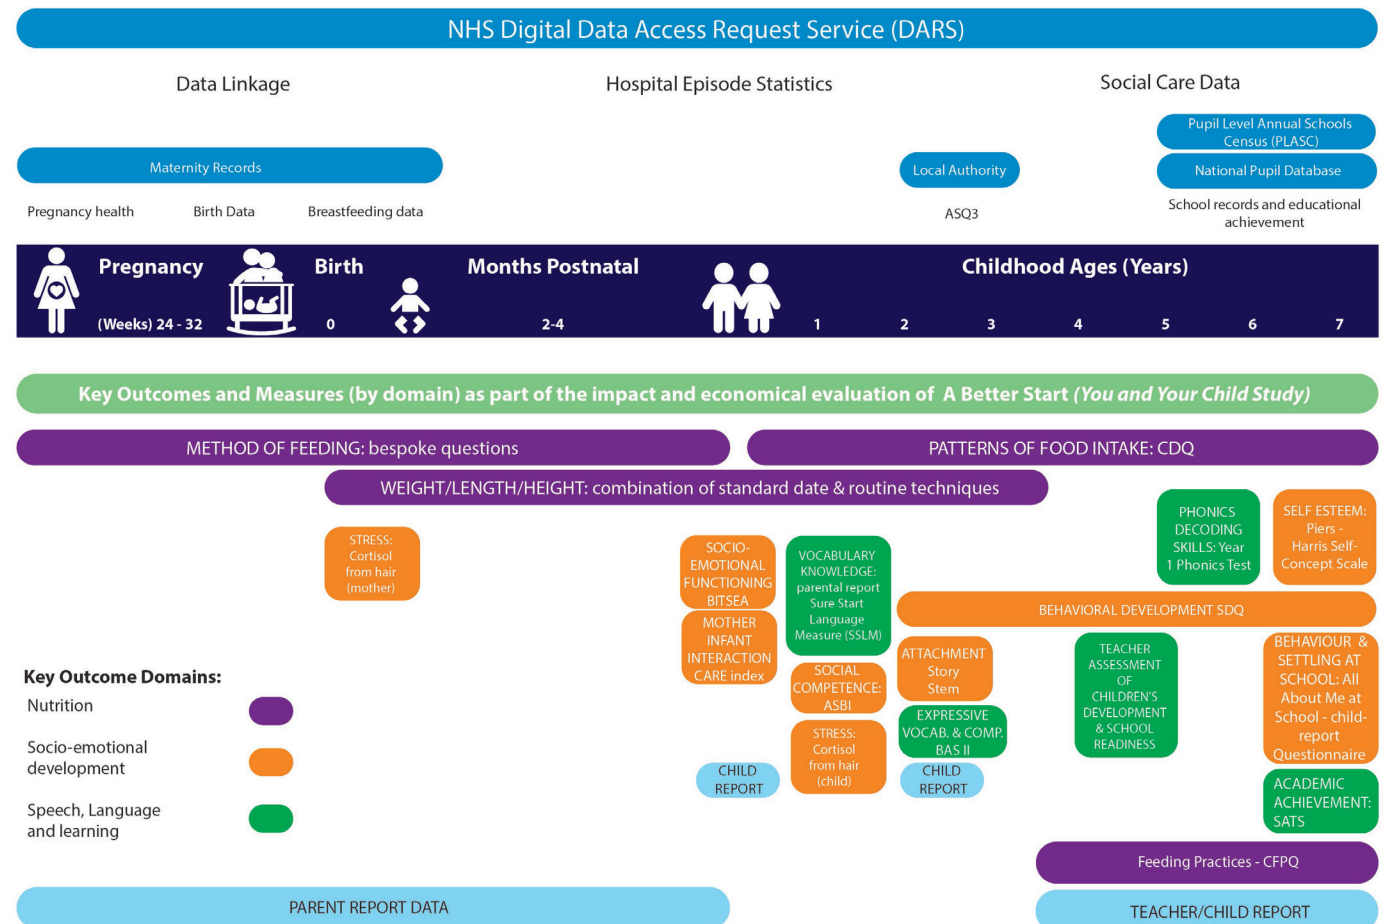 NHS Digital Data Access Request Service (DARS)
Data Linkage
Hospital Episode Statistics
Social Care Data
Pupil Level Annual Schools
Census (PLASC)
Maternity Records
Local Authority
National Pupil Database
Pregnancy health
Birth Data
Breastfeeding data
ASQ3
School records and educational
achievement
Pregnancy
Birth
Months Postnatal
Childhood Ages (Years)
(Weeks) 24 - 32
0
2-4
1
2
3
4
5
6
7
Key Outcomes and Measures (by domain) as part of the impact and economical evaluation of A Better Start (You and Your Child Study)
METHOD OF FEEDING: bespoke questions
PATTERNS OF FOOD INTAKE: CDQ
WEIGHT/LENGTH/HEIGHT: combination of standard date & routine techniques
STRESS:
Cortisol
from hair
(mother)
SOCIO-
EMOTIONAL
FUNCTIONING
BITSEA
MOTHER
INFANT
INTERACTION
CARE index
CHILD
REPORT
VOCABULARY
KNOWLEDGE:
parental report
Sure Start
Language
Measure (SSLM)
SOCIAL
COMPETENCE:
ASBI
STRESS:
Cortisol
from hair
(child)
PHONICS
DECODING
SKILLS: Year
1 Phonics Test
SELF ESTEEM:
Piers -
Harris Self-
Concept Scale
BEHAVIORAL DEVELOPMENT SDQ
ATTACHMENT
Story
Stem
EXPRESSIVE
VOCAB. & COMP.
BAS II
CHILD
REPORT
TEACHER
ASSESSMENT
OF
CHILDREN'S
DEVELOPMENT
& SCHOOL
READINESS
BEHAVIOUR &
SETTLING AT
SCHOOL: All
About Me at
School - child-
report
Questionnaire
ACADEMIC
ACHIEVEMENT:
SATS
Key Outcome Domains:
Nutrition
Socio-emotional
development
Speech, Language
and learning
Feeding Practices - CFPQ
PARENT REPORT DATA
TEACHER/CHILD REPORT